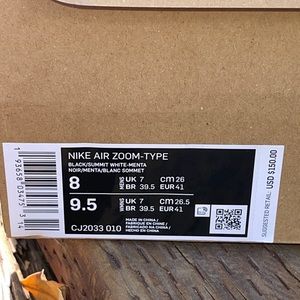 NIKE AIR ZOOM-TYPE
BLACK/SUMMIT WHITE-MENTA
NOIR/MENTA/BLANC SOMMET
8 MENS UK 7 CM 26
BR 39.5 EUR 41
9.5 WMNS UK 7 CM 26.5
BR 39.5 EUR 41
CJ2033 010
MADE IN CHINA /
FABRIQUÉ EN CHINE /
FABRICADO NA CHINA /
HECHO EN CHINA
SUGGESTED RETAIL: USD $150.00